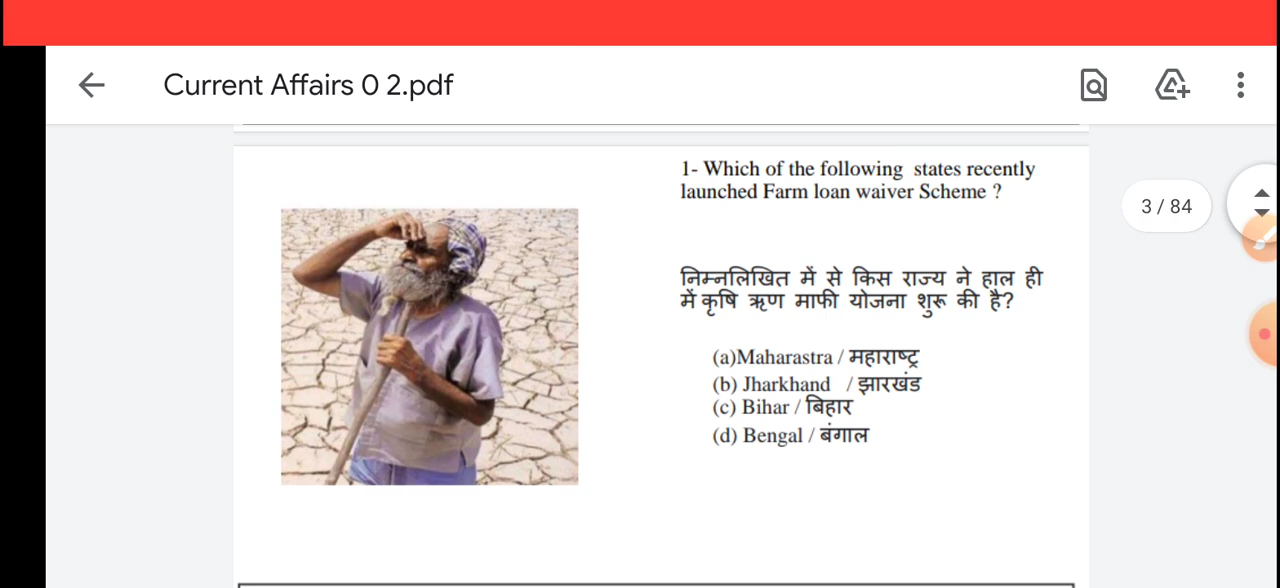 Current Affairs 0 2.pdf
1- Which of the following states recently
launched Farm loan waiver Scheme ?
3 / 84
निम्नलिखित में से किस राज्य ने हाल ही
में कृषि ऋण माफी योजना शुरू की है?
(a)Maharastra / महाराष्ट्र
(b) Jharkhand / झारखंड
(c) Bihar / बिहार
(d) Bengal / बंगाल